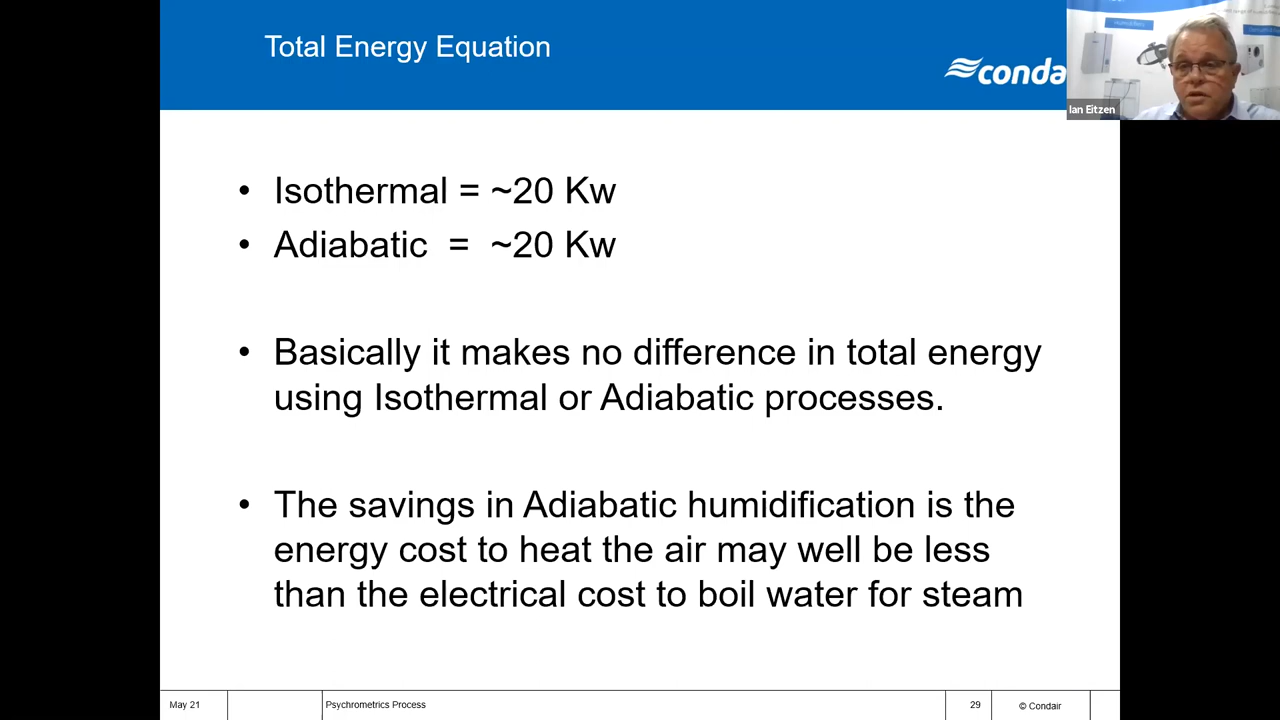 Total Energy Equation
conda
Ian Eitzen
• Isothermal = ~20 Kw
• Adiabatic = ~20 Kw
• Basically it makes no difference in total energy
using Isothermal or Adiabatic processes.
• The savings in Adiabatic humidification is the
energy cost to heat the air may well be less
than the electrical cost to boil water for steam
May 21
Psychrometrics Process
29
© Condair